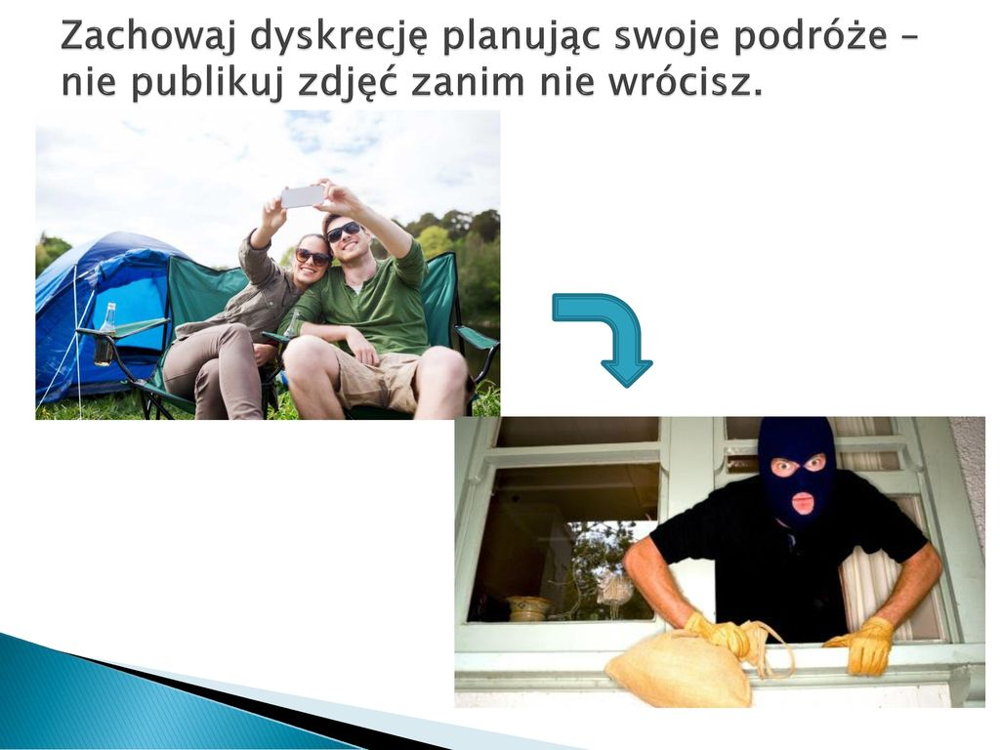 Zachowaj dyskrecję planując swoje podróże –
nie publikuj zdjęć zanim nie wrócisz.